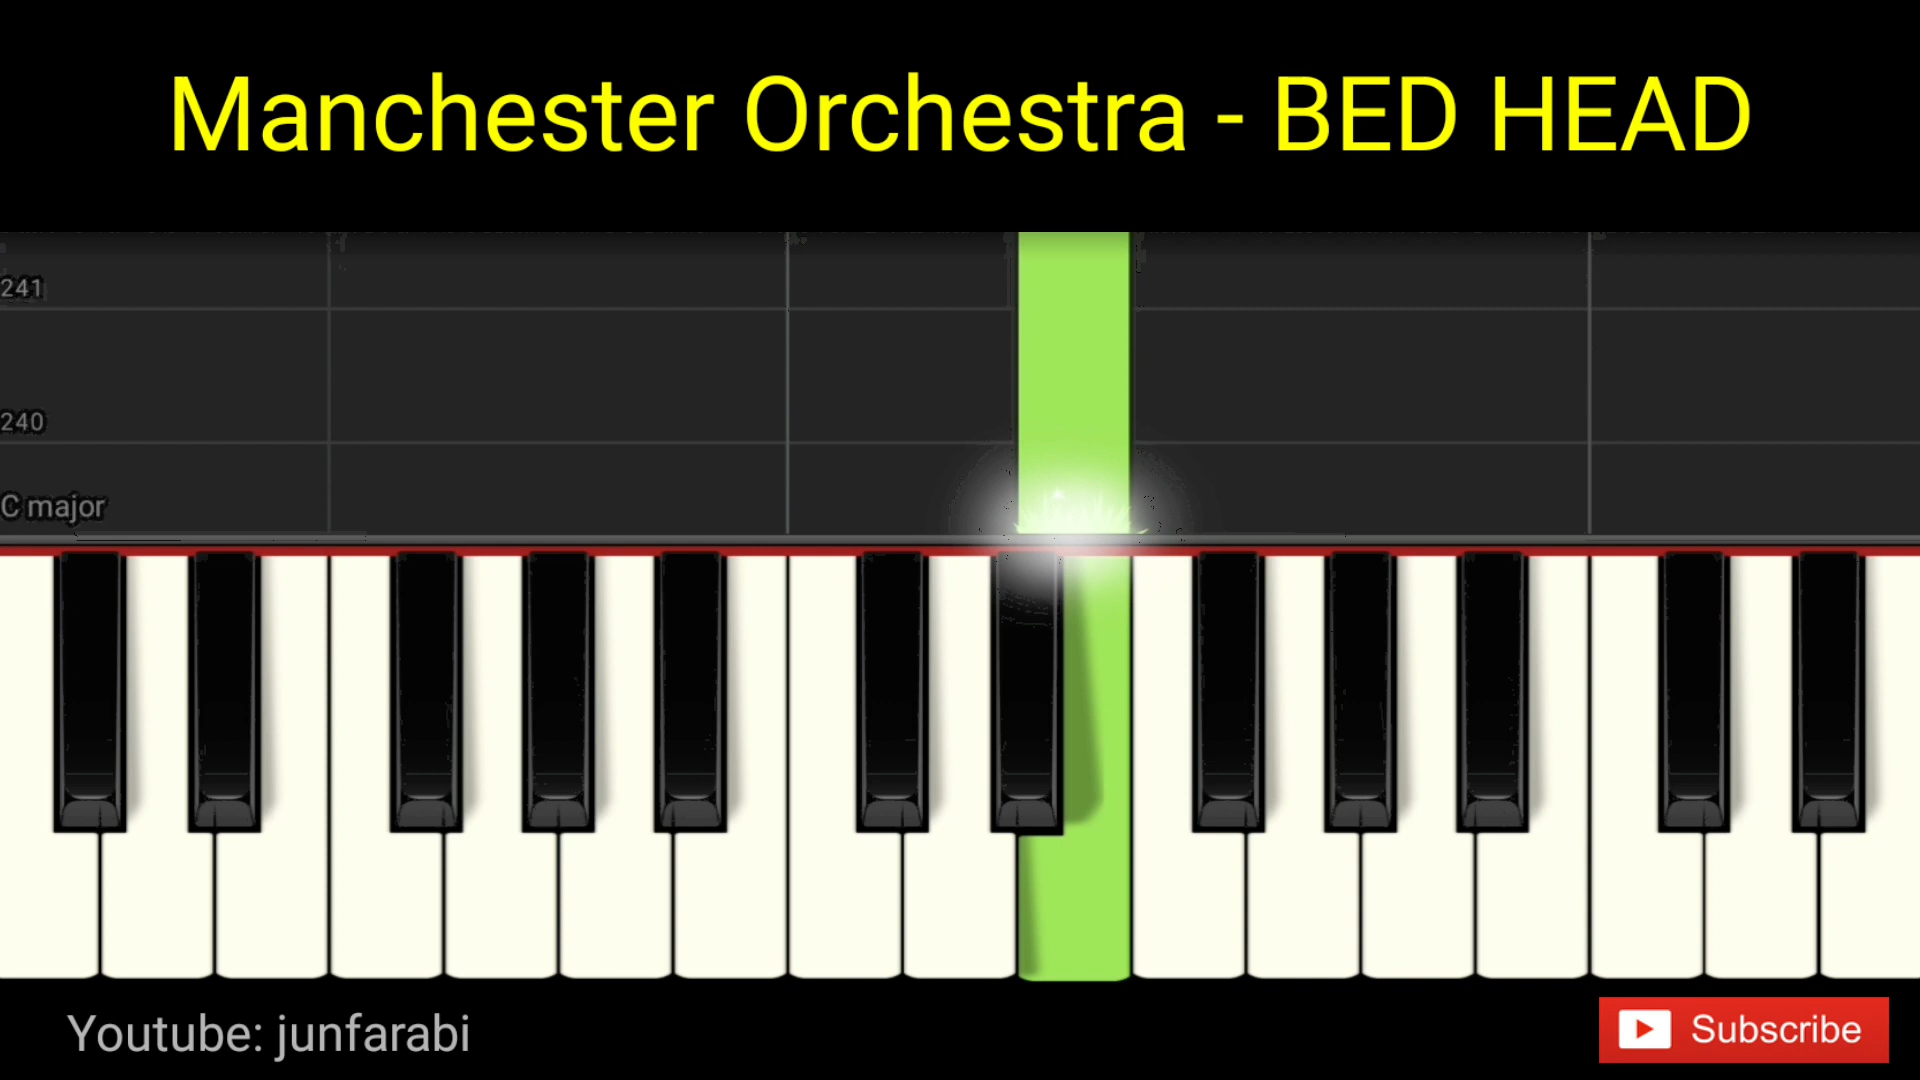 Manchester Orchestra - BED HEAD
241
240
C major
Youtube: junfarabi
Subscribe